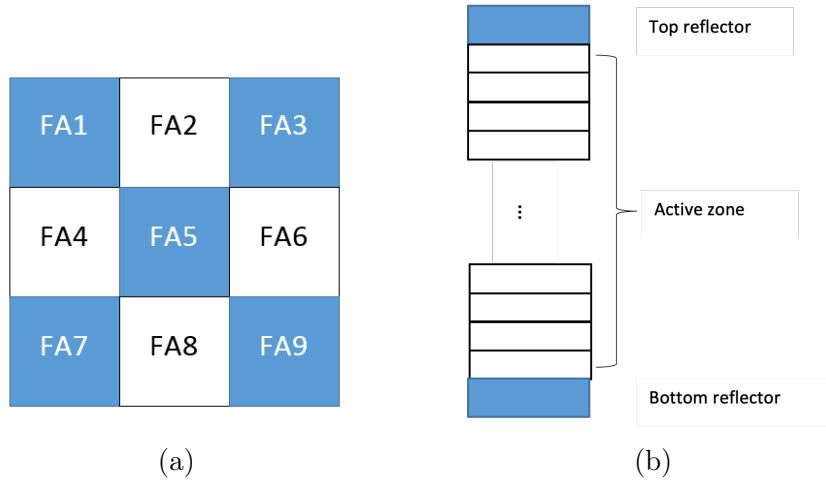 FA1 FA2 FA3
FA4 FA5 FA6
FA7 FA8 FA9
(a)
Top reflector
...
Active zone
Bottom reflector
(b)